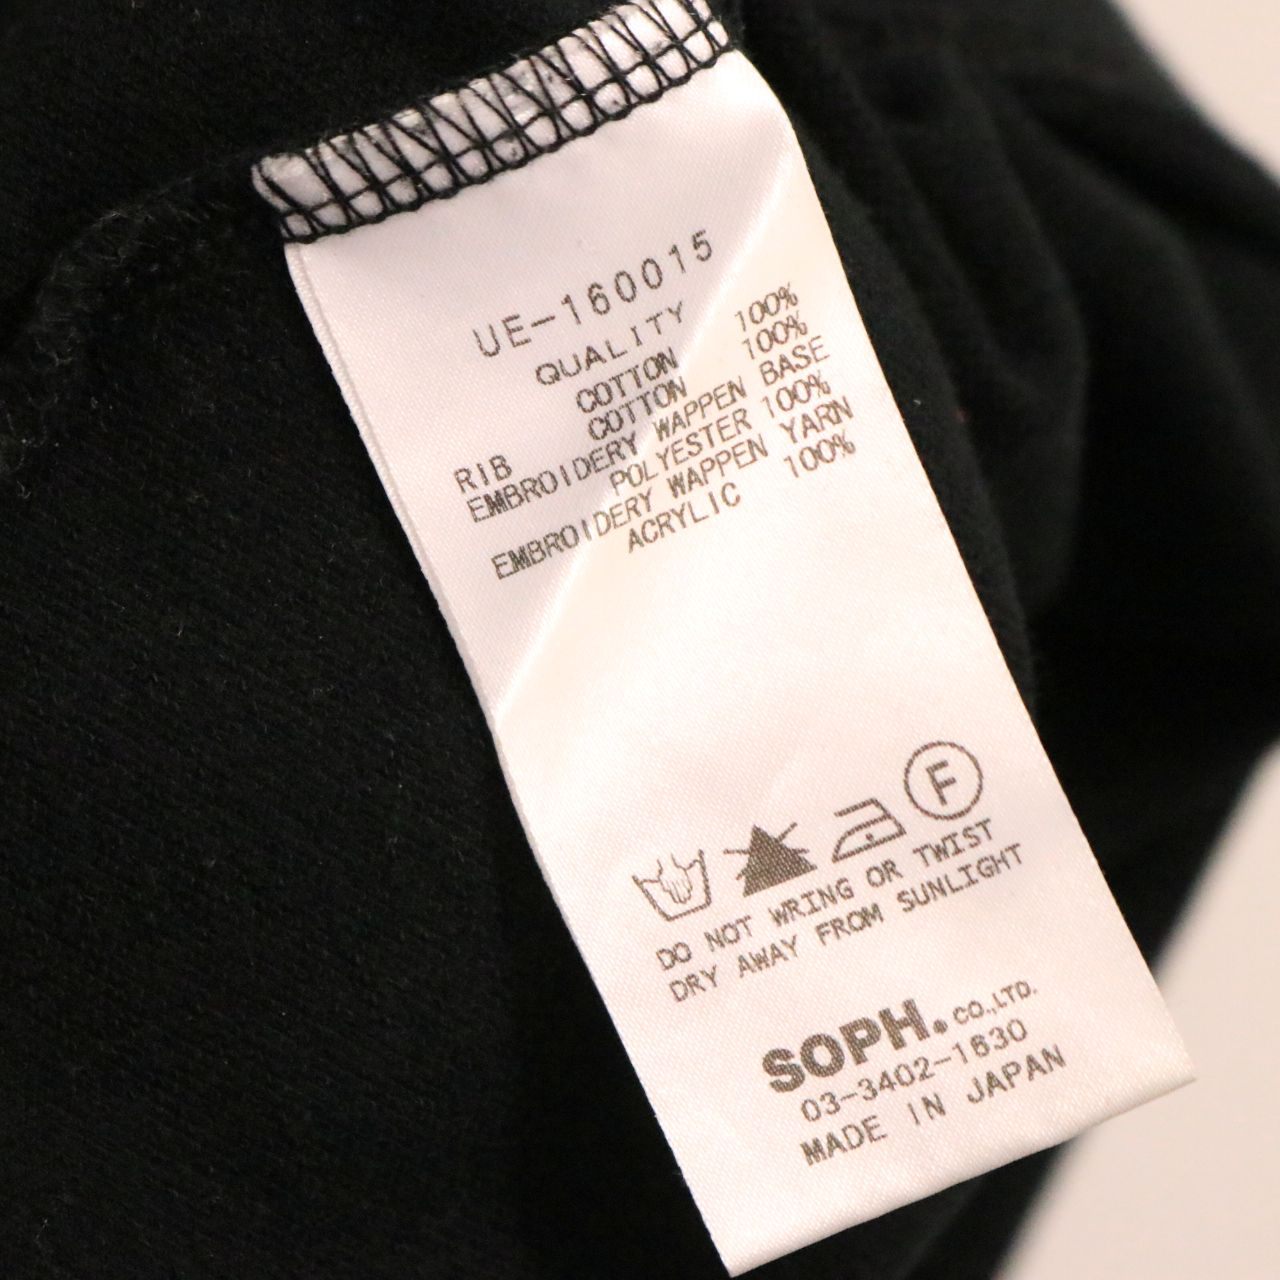 UE-160015
QUALITY
COTTON 100%
RIB COTTON 100%
EMBROIDERY WAPPEN BASE
POLYESTER 100%
EMBROIDERY WAPPEN YARN
ACRYLIC 100%
F
DO NOT WRING OR TWIST
DRY AWAY FROM SUNLIGHT
SOPH. CO.,LTD.
03-3402-1630
MADE IN JAPAN